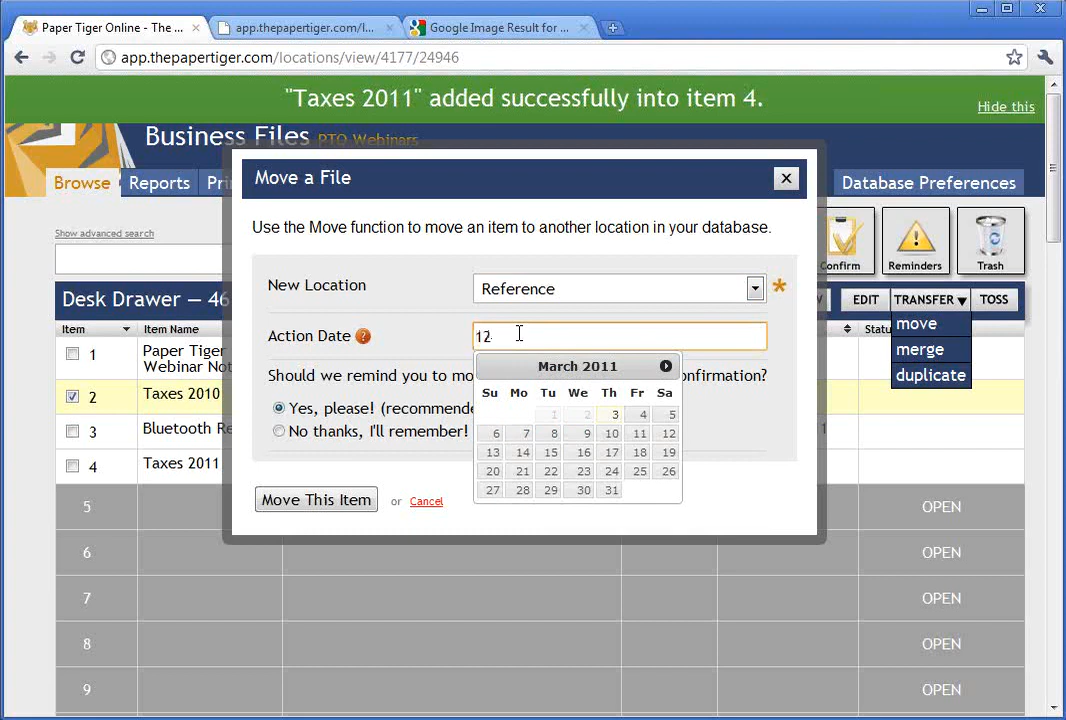 Paper Tiger Online - The ...
app.thepapertiger.com/l...
Google Image Result for ...
app.thepapertiger.com/locations/view/4177/24946
"Taxes 2011" added successfully into item 4.
Hide this
Business Files PTO Webinars
Browse
Reports
Pri
Database Preferences
Move a File
Use the Move function to move an item to another location in your database.
Show advanced search
Confirm
Reminders
Trash
New Location
Reference
*
Desk Drawer — 46
EDIT
TRANSFER
TOSS
move
merge
duplicate
Item
Item Name
Statu
Action Date ?
12
March 2011
Su Mo Tu We Th Fr Sa
1 2 3 4 5
6 7 8 9 10 11 12
13 14 15 16 17 18 19
20 21 22 23 24 25 26
27 28 29 30 31
Should we remind you to mo
confirmation?
Yes, please! (recommende
No thanks, I'll remember!
Move This Item
or
Cancel
1
Paper Tiger
Webinar Not
2
Taxes 2010
3
Bluetooth Re
1
4
Taxes 2011
5
OPEN
6
OPEN
7
OPEN
8
OPEN
9
OPEN